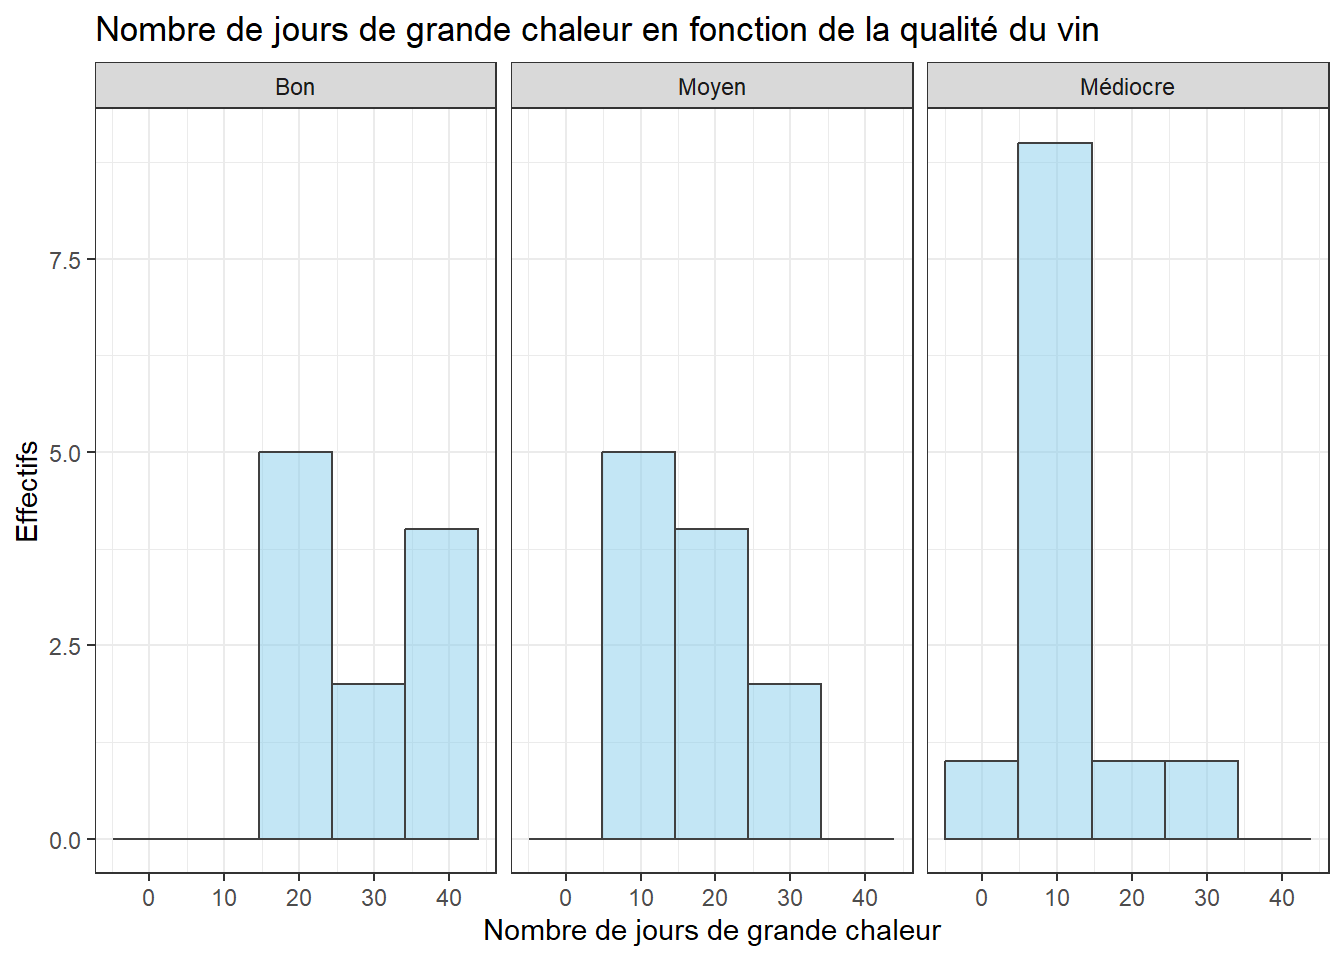 Nombre de jours de grande chaleur en fonction de la qualité du vin
Bon Moyen Médiocre
7.5
5.0
2.5
0.0
Effectifs
0 10 20 30 40 0 10 20 30 40 0 10 20 30 40
Nombre de jours de grande chaleur